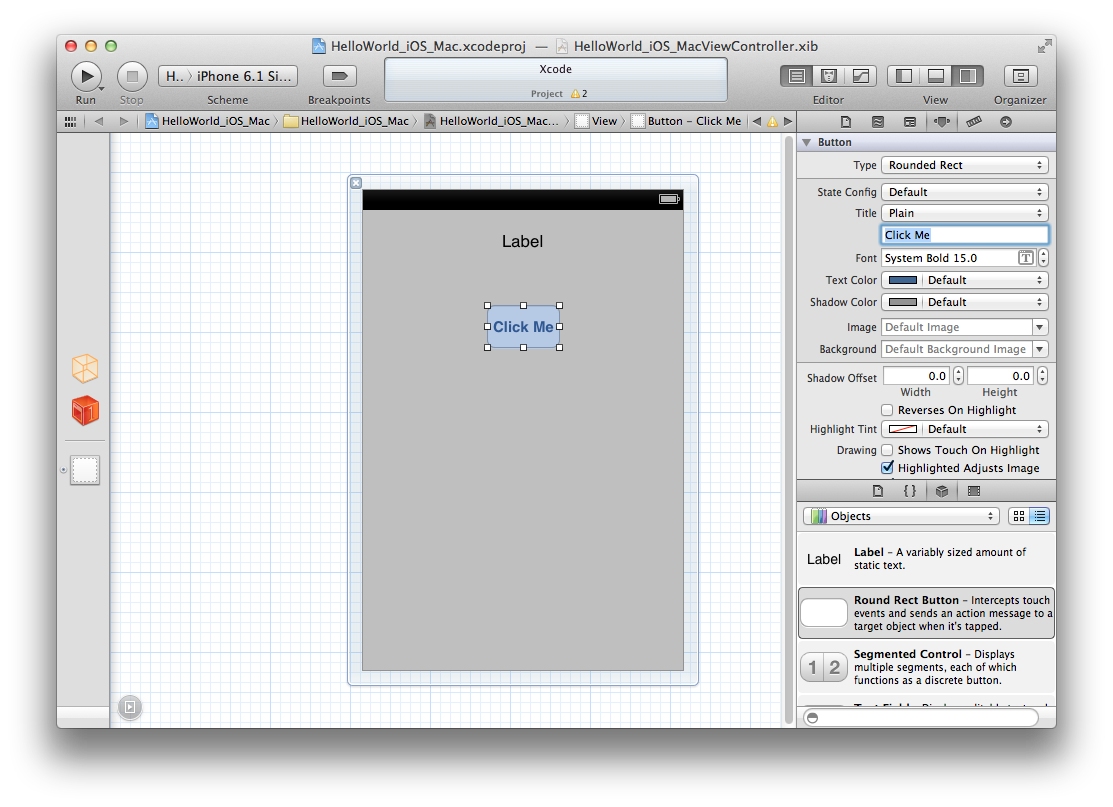 HelloWorld_iOS_Mac.xcodeproj — HelloWorld_iOS_MacViewController.xib
H.. 〉 iPhone 6.1 Si...
Xcode
Project 2
Run Stop Scheme Breakpoints Editor View Organizer
HelloWorld_iOS_Mac 〉 HelloWorld_iOS_Mac 〉 HelloWorld_iOS_Mac... 〉 View 〉 Button – Click Me
Label
Click Me
Button
Type Rounded Rect
State Config Default
Title Plain
Click Me
Font System Bold 15.0 T
Text Color Default
Shadow Color Default
Image Default Image
Background Default Background Image
Shadow Offset 0.0 0.0
Width Height
Reverses On Highlight
Highlight Tint Default
Drawing Shows Touch On Highlight
Highlighted Adjusts Image
{ }
Objects
Label
Label – A variably sized amount of
static text.
Round Rect Button – Intercepts touch
events and sends an action message to a
target object when it's tapped.
1 2
Segmented Control – Displays
multiple segments, each of which
functions as a discrete button.